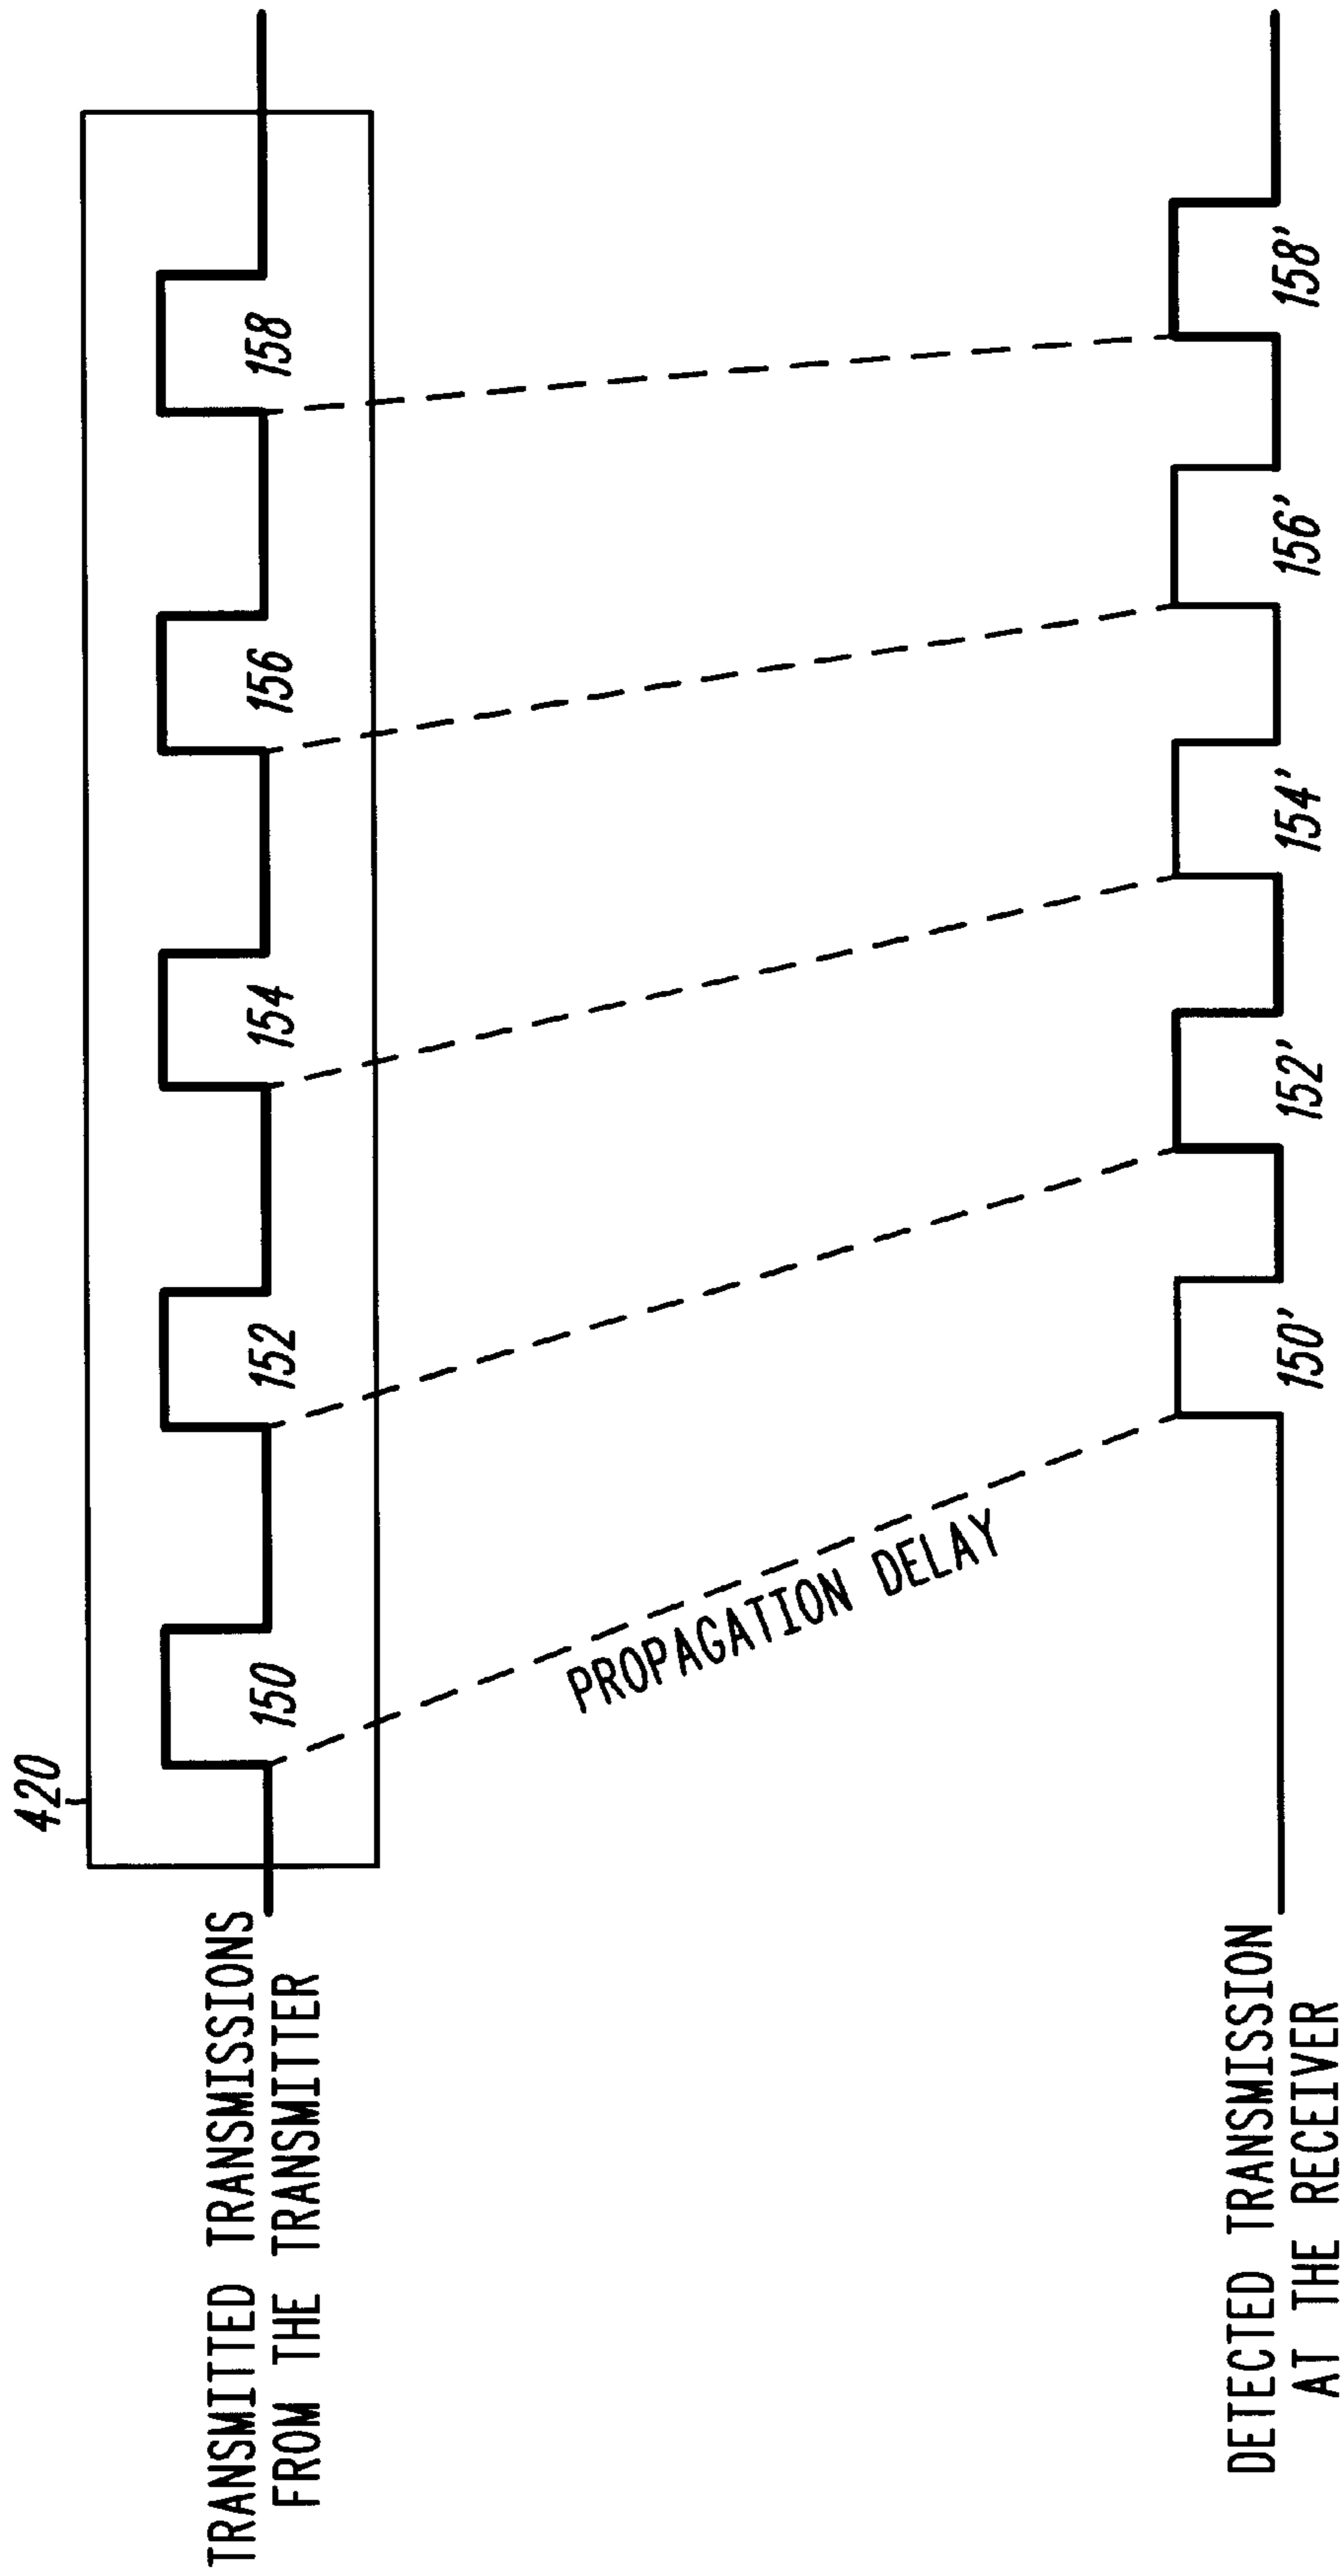 420
TRANSMITTED TRANSMISSIONS
FROM THE TRANSMITTER
150
152
154
156
158
PROPAGATION DELAY
DETECTED TRANSMISSION
AT THE RECEIVER
150'
152'
154'
156'
158'